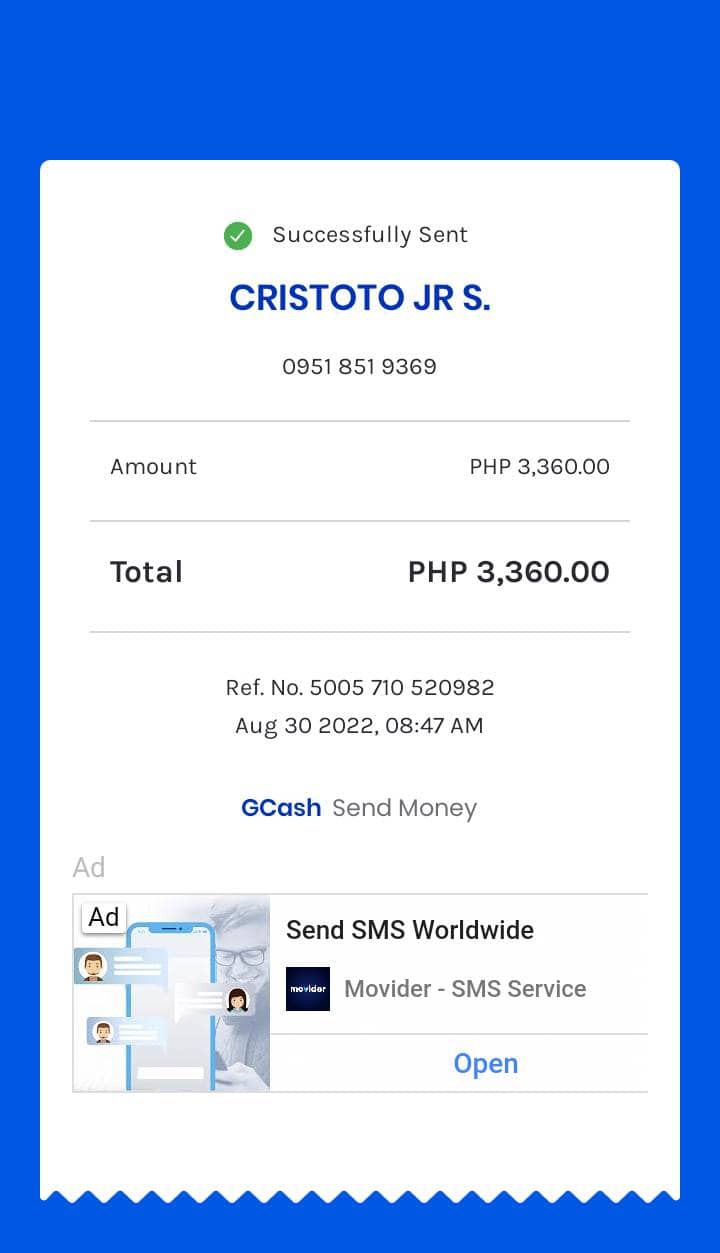 Successfully Sent
CRISTOTO JR S.
0951 851 9369
Amount PHP 3,360.00
Total PHP 3,360.00
Ref. No. 5005 710 520982
Aug 30 2022, 08:47 AM
GCash Send Money
Ad
Ad
Send SMS Worldwide
movider
Movider - SMS Service
Open